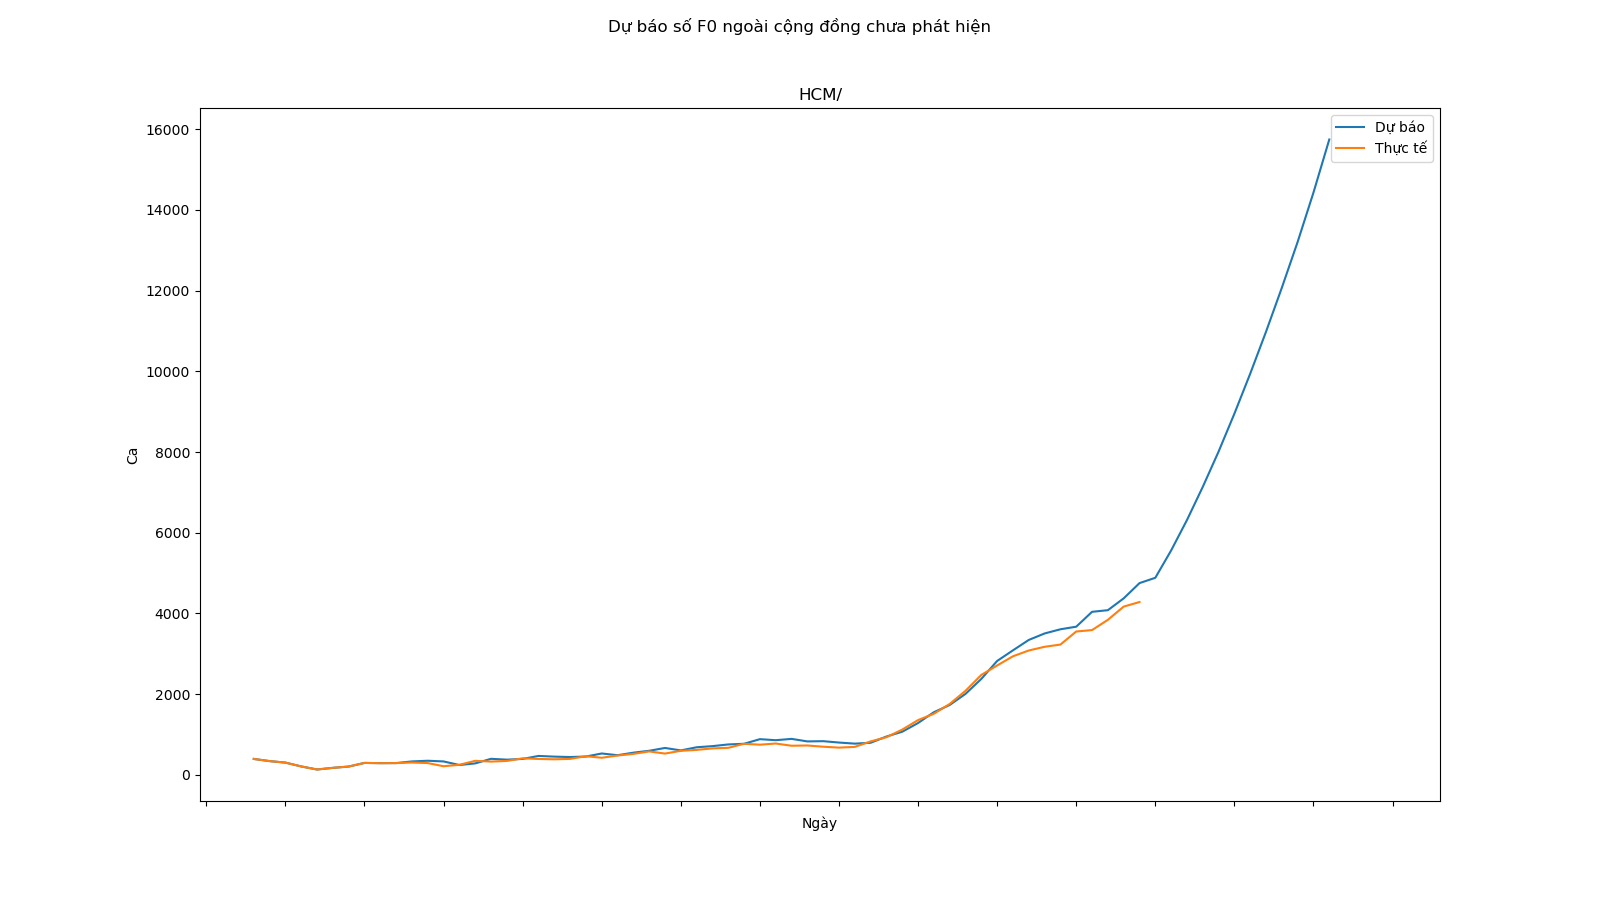 Dự báo số F0 ngoài cộng đồng chưa phát hiện
HCM/
Dự báo
Thực tế
16000
14000
12000
10000
8000
6000
4000
2000
0
Ca
Ngày